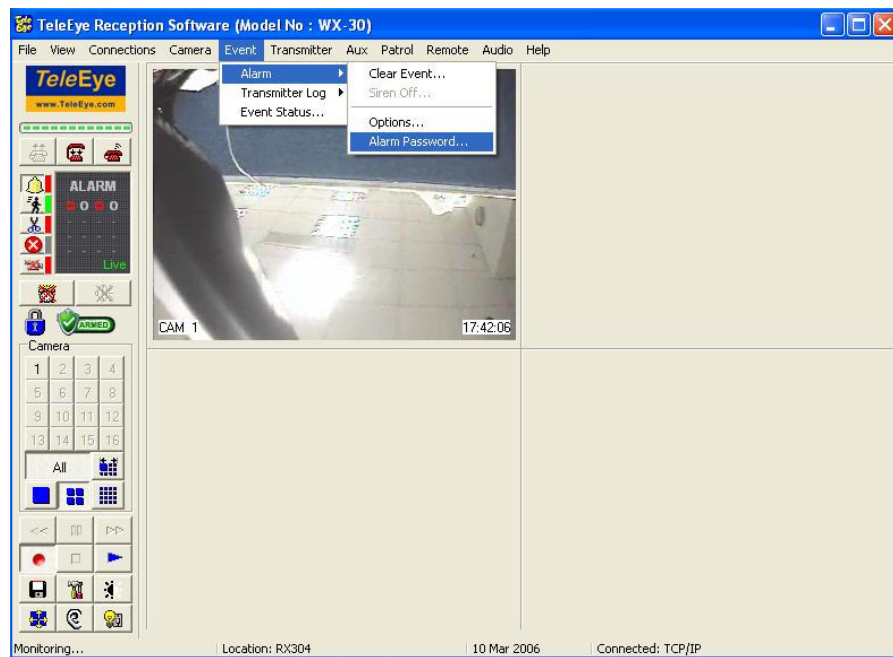 TeleEye Reception Software (Model No : WX-30)
File View Connections Camera Event Transmitter Aux Patrol Remote Audio Help
TeleEye
www.TeleEye.com
Alarm
Transmitter Log
Event Status...
Clear Event...
Siren Off...
Options...
Alarm Password...
ALARM
0 0 0 0
Live
ARMED
CAM 1
17:42:06
Camera
1 2 3 4
5 6 7 8
9 10 11 12
13 14 15 16
All
<< >>
Monitoring...
Location: RX304
10 Mar 2006
Connected: TCP/IP